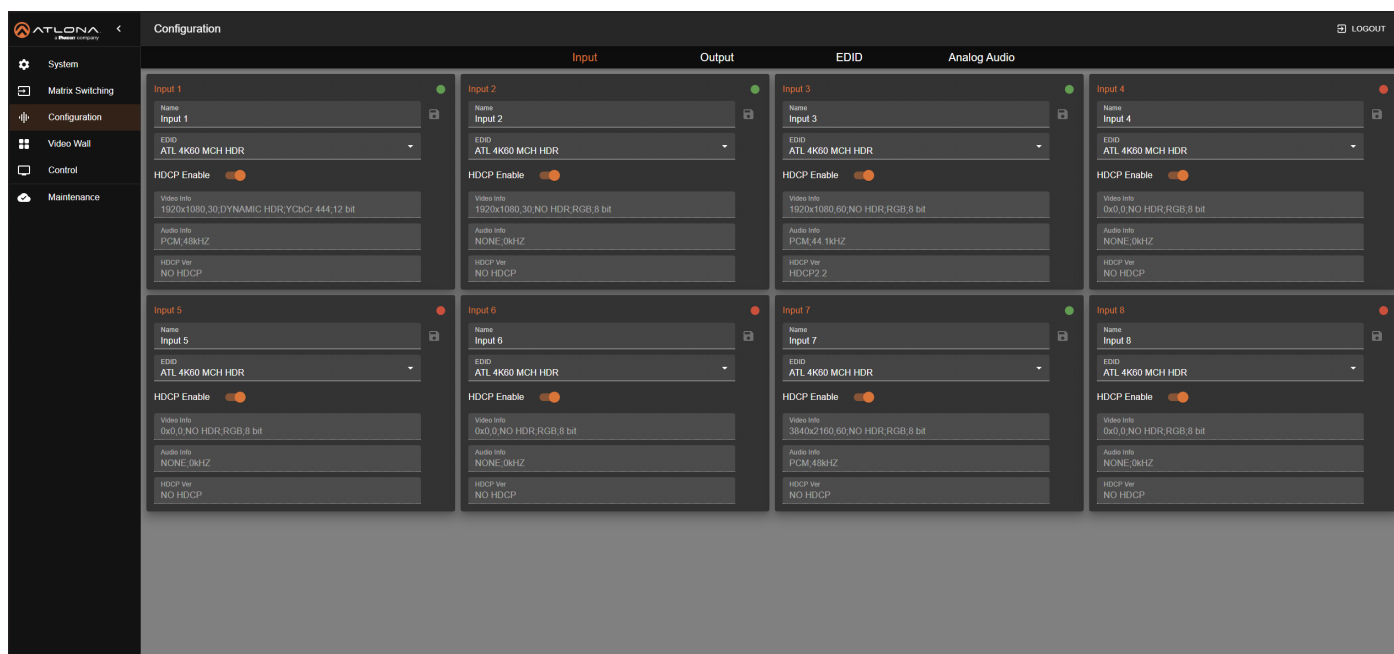 ATLONA
a Panduit company
Configuration
LOGOUT
System
Matrix Switching
Configuration
Video Wall
Control
Maintenance
Input
Output
EDID
Analog Audio
Input 1
Name
Input 1
EDID
ATL 4K60 MCH HDR
HDCP Enable
Video Info
1920x1080,30;DYNAMIC HDR;YCbCr 444;12 bit
Audio Info
PCM;48kHZ
HDCP Ver
NO HDCP
Input 2
Name
Input 2
EDID
ATL 4K60 MCH HDR
HDCP Enable
Video Info
1920x1080,30;NO HDR;RGB;8 bit
Audio Info
NONE;0kHZ
HDCP Ver
NO HDCP
Input 3
Name
Input 3
EDID
ATL 4K60 MCH HDR
HDCP Enable
Video Info
1920x1080,60;NO HDR;RGB;8 bit
Audio Info
PCM;44.1kHZ
HDCP Ver
HDCP2.2
Input 4
Name
Input 4
EDID
ATL 4K60 MCH HDR
HDCP Enable
Video Info
0x0,0;NO HDR;RGB;8 bit
Audio Info
NONE;0kHZ
HDCP Ver
NO HDCP
Input 5
Name
Input 5
EDID
ATL 4K60 MCH HDR
HDCP Enable
Video Info
0x0,0;NO HDR;RGB;8 bit
Audio Info
NONE;0kHZ
HDCP Ver
NO HDCP
Input 6
Name
Input 6
EDID
ATL 4K60 MCH HDR
HDCP Enable
Video Info
0x0,0;NO HDR;RGB;8 bit
Audio Info
NONE;0kHZ
HDCP Ver
NO HDCP
Input 7
Name
Input 7
EDID
ATL 4K60 MCH HDR
HDCP Enable
Video Info
3840x2160,60;NO HDR;RGB;8 bit
Audio Info
PCM;48kHZ
HDCP Ver
NO HDCP
Input 8
Name
Input 8
EDID
ATL 4K60 MCH HDR
HDCP Enable
Video Info
0x0,0;NO HDR;RGB;8 bit
Audio Info
NONE;0kHZ
HDCP Ver
NO HDCP